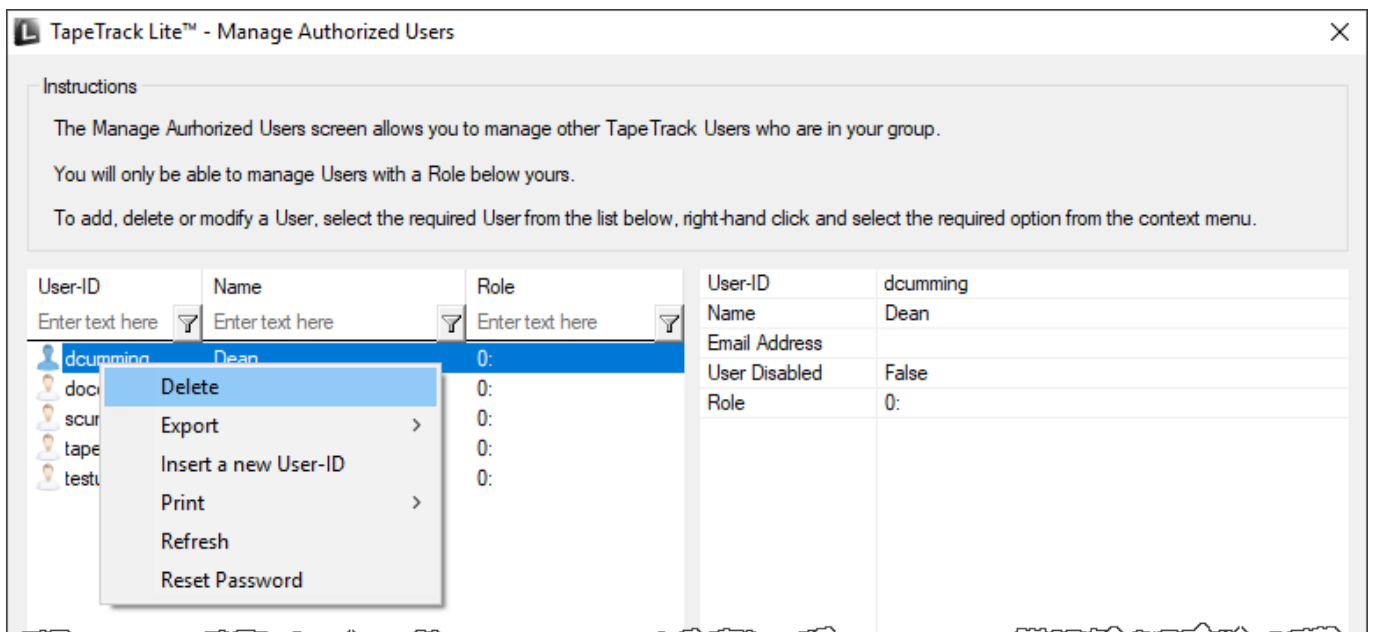 TapeTrack Lite™ - Manage Authorized Users
Instructions
The Manage Aurhorized Users screen allows you to manage other TapeTrack Users who are in your group.
You will only be able to manage Users with a Role below yours.
To add, delete or modify a User, select the required User from the list below, right-hand click and select the required option from the context menu.
User-ID Name Role
Enter text here Enter text here Enter text here
dcumming Dean 0:
0:
0:
0:
0:
Delete
Export
Insert a new User-ID
Print
Refresh
Reset Password
User-ID dcumming
Name Dean
Email Address
User Disabled False
Role 0: